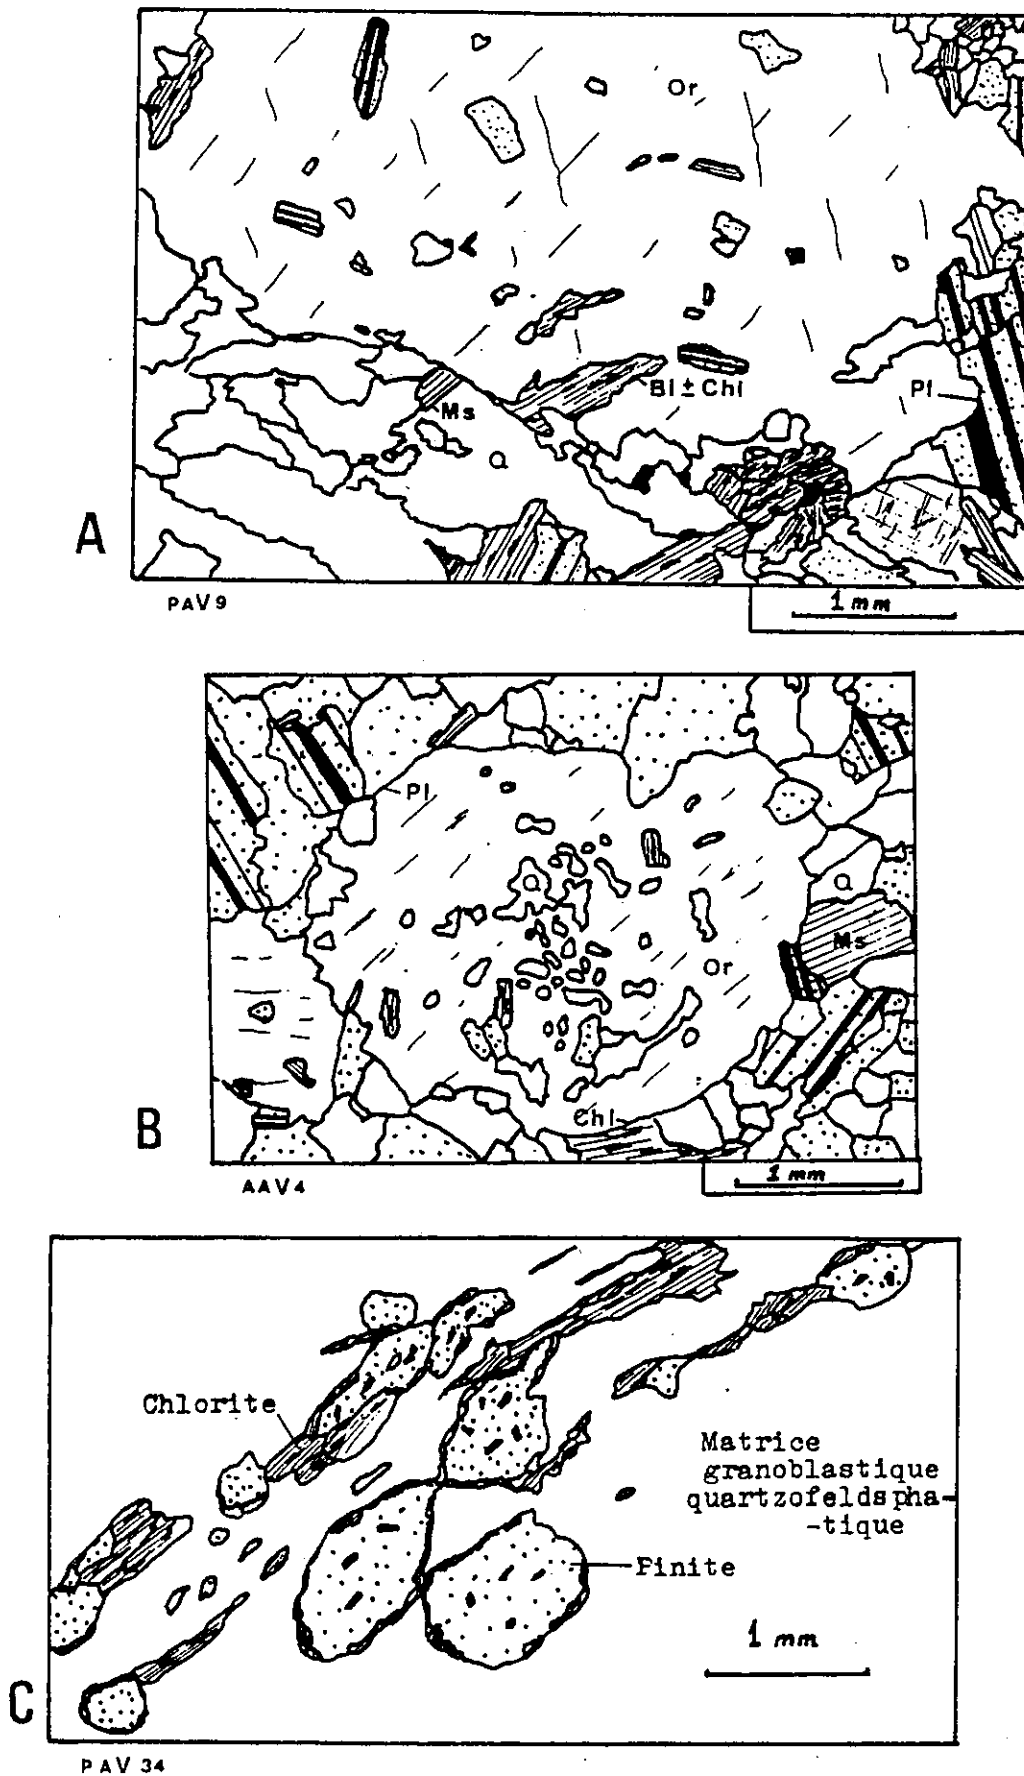 Or
Bi ± Chl
Pl
Ms
Q
A
PAV9
1 mm
Pl
Q
Q
Ms
Or
Chl
B
AAV4
1 mm
Chlorite
Matrice
granoblastique
quartzofeldspha-
-tique
Pinite
1 mm
C
PAV 34